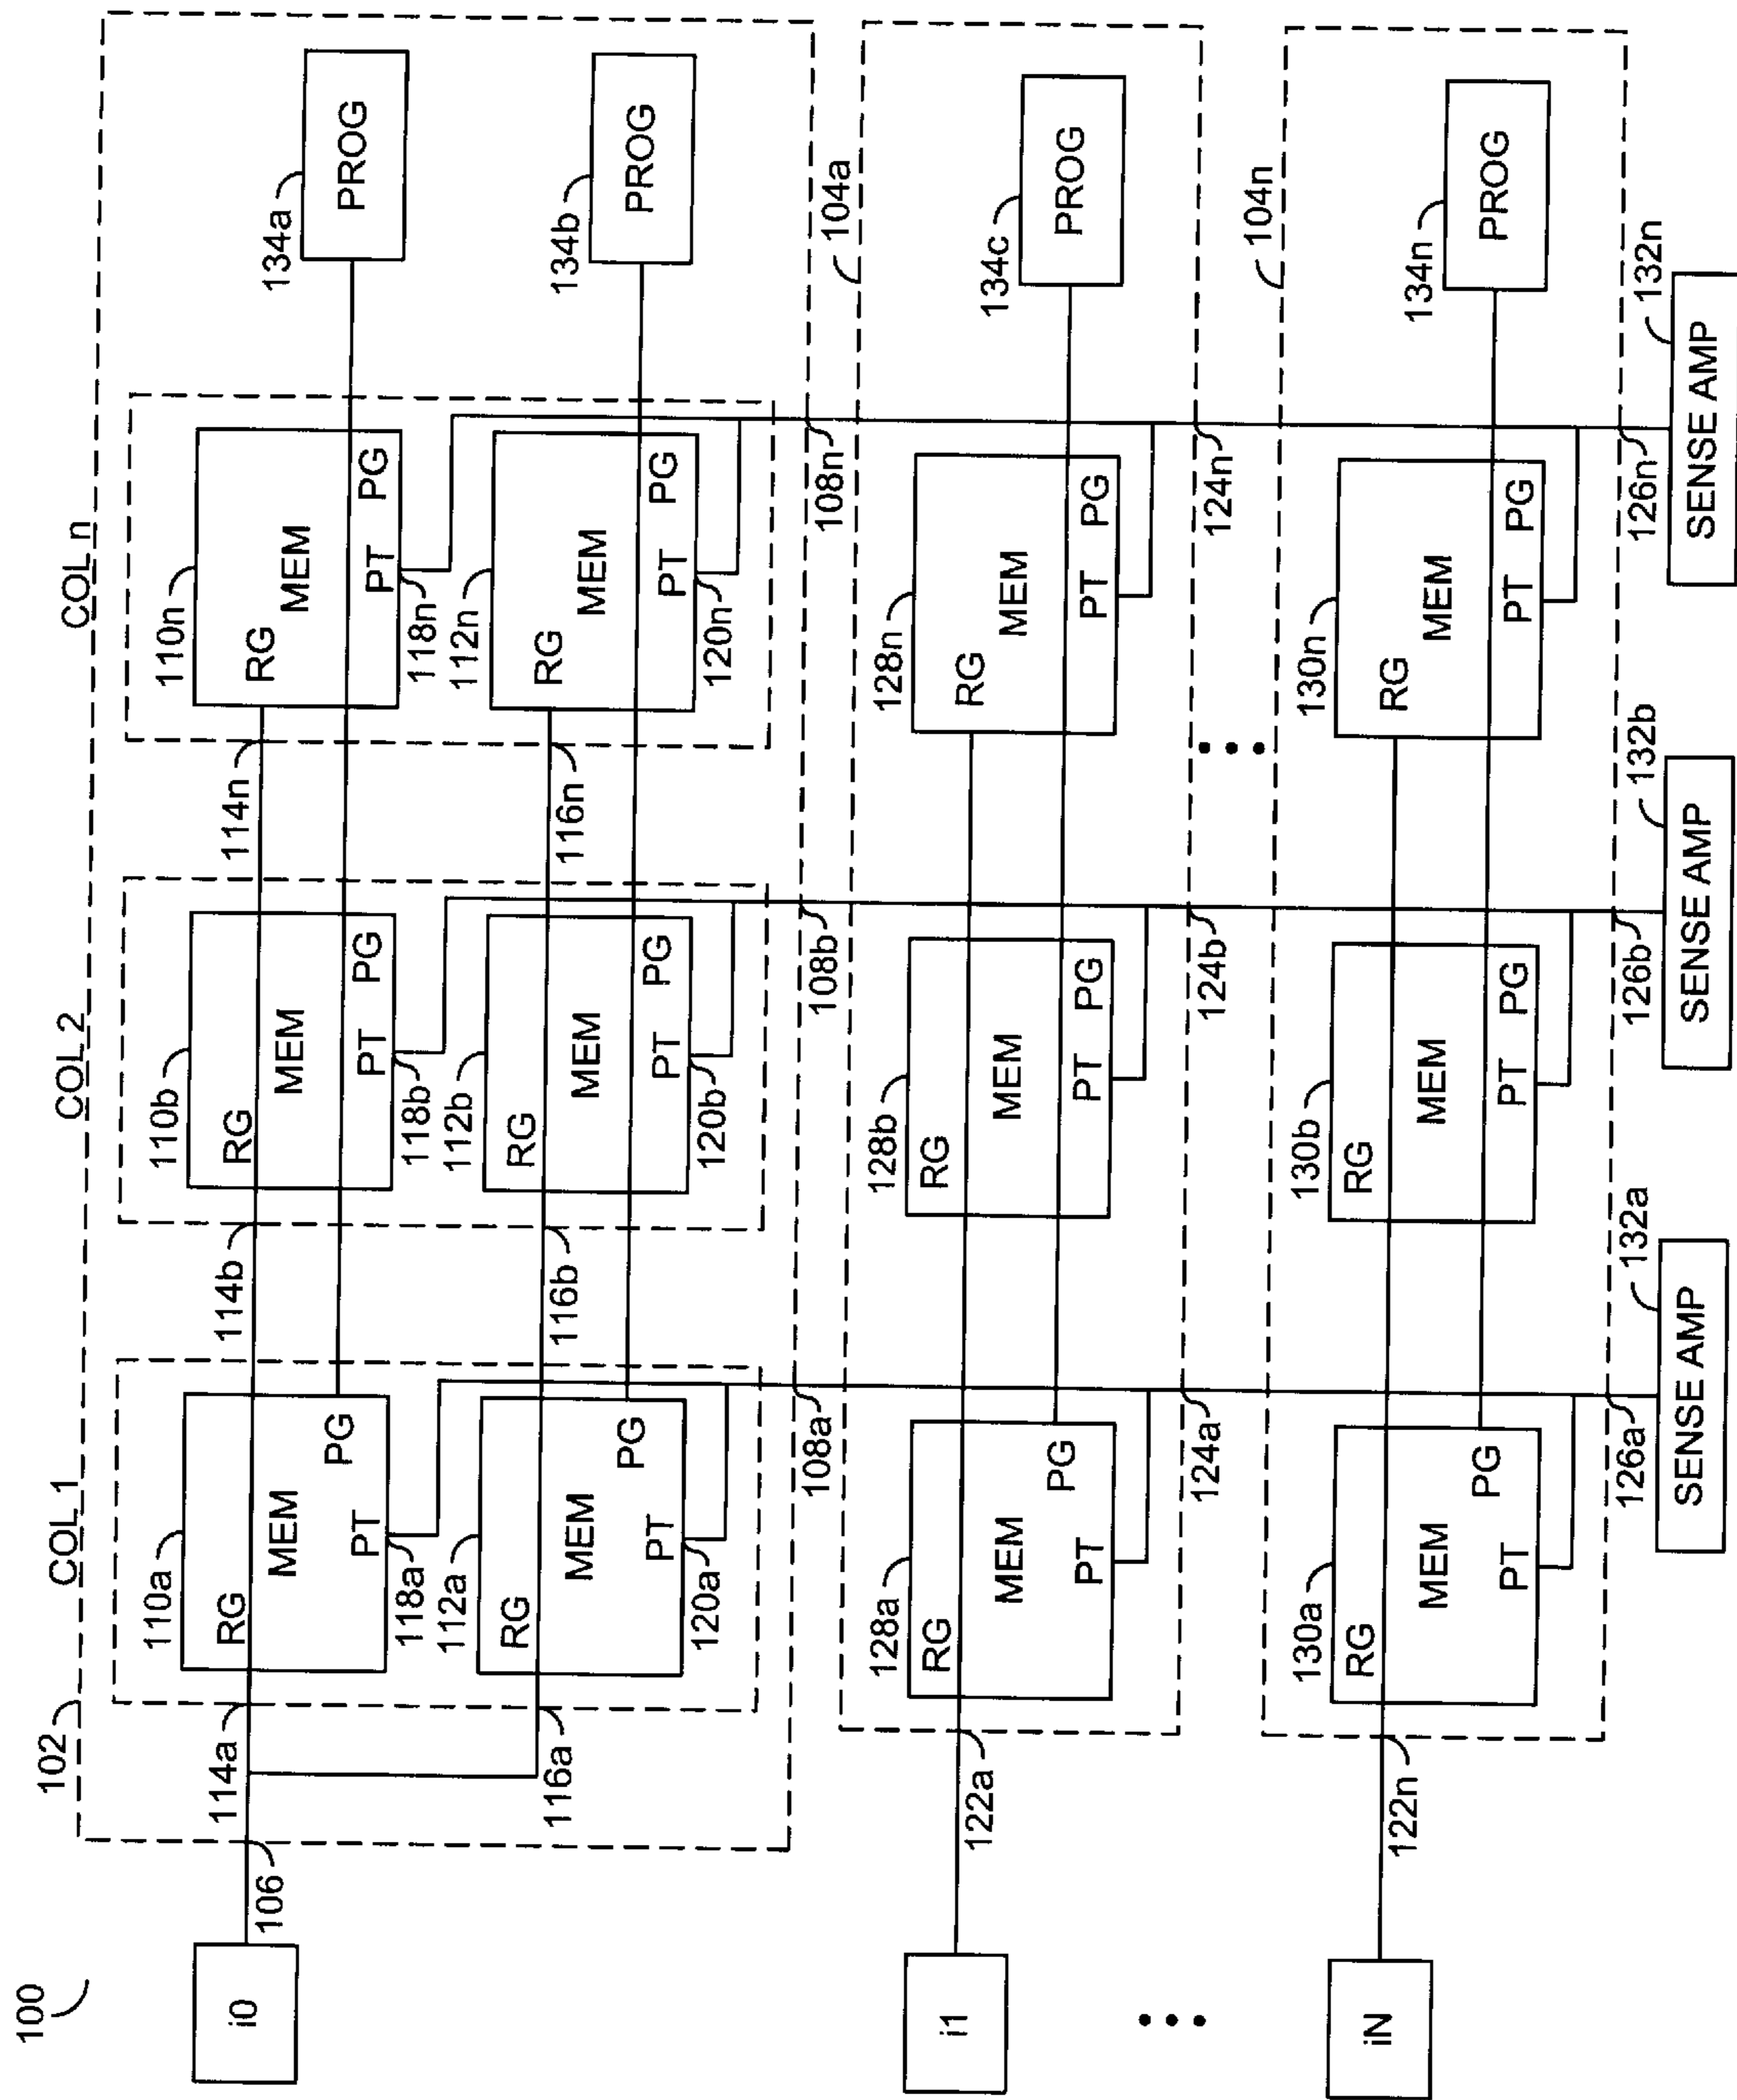 100
102
COL 1
COL 2
COL n
110a
110b
110n
134a
i0
106
114a
RG
MEM
PG
PT
118a
114b
RG
MEM
PG
PT
118b
114n
RG
MEM
PG
PT
118n
PROG
112a
112b
112n
134b
116a
RG
MEM
PG
PT
120a
116b
RG
MEM
PG
PT
120b
116n
RG
MEM
PG
PT
120n
PROG
108a
108b
108n
104a
128a
128b
128n
134c
i1
122a
RG
MEM
PG
PT
RG
MEM
PG
PT
RG
MEM
PG
PT
PROG
124a
124b
124n
104n
130a
130b
130n
134n
iN
122n
RG
MEM
PG
PT
RG
MEM
PG
PT
RG
MEM
PG
PT
PROG
126a
132a
126b
132b
126n
132n
SENSE AMP
SENSE AMP
SENSE AMP